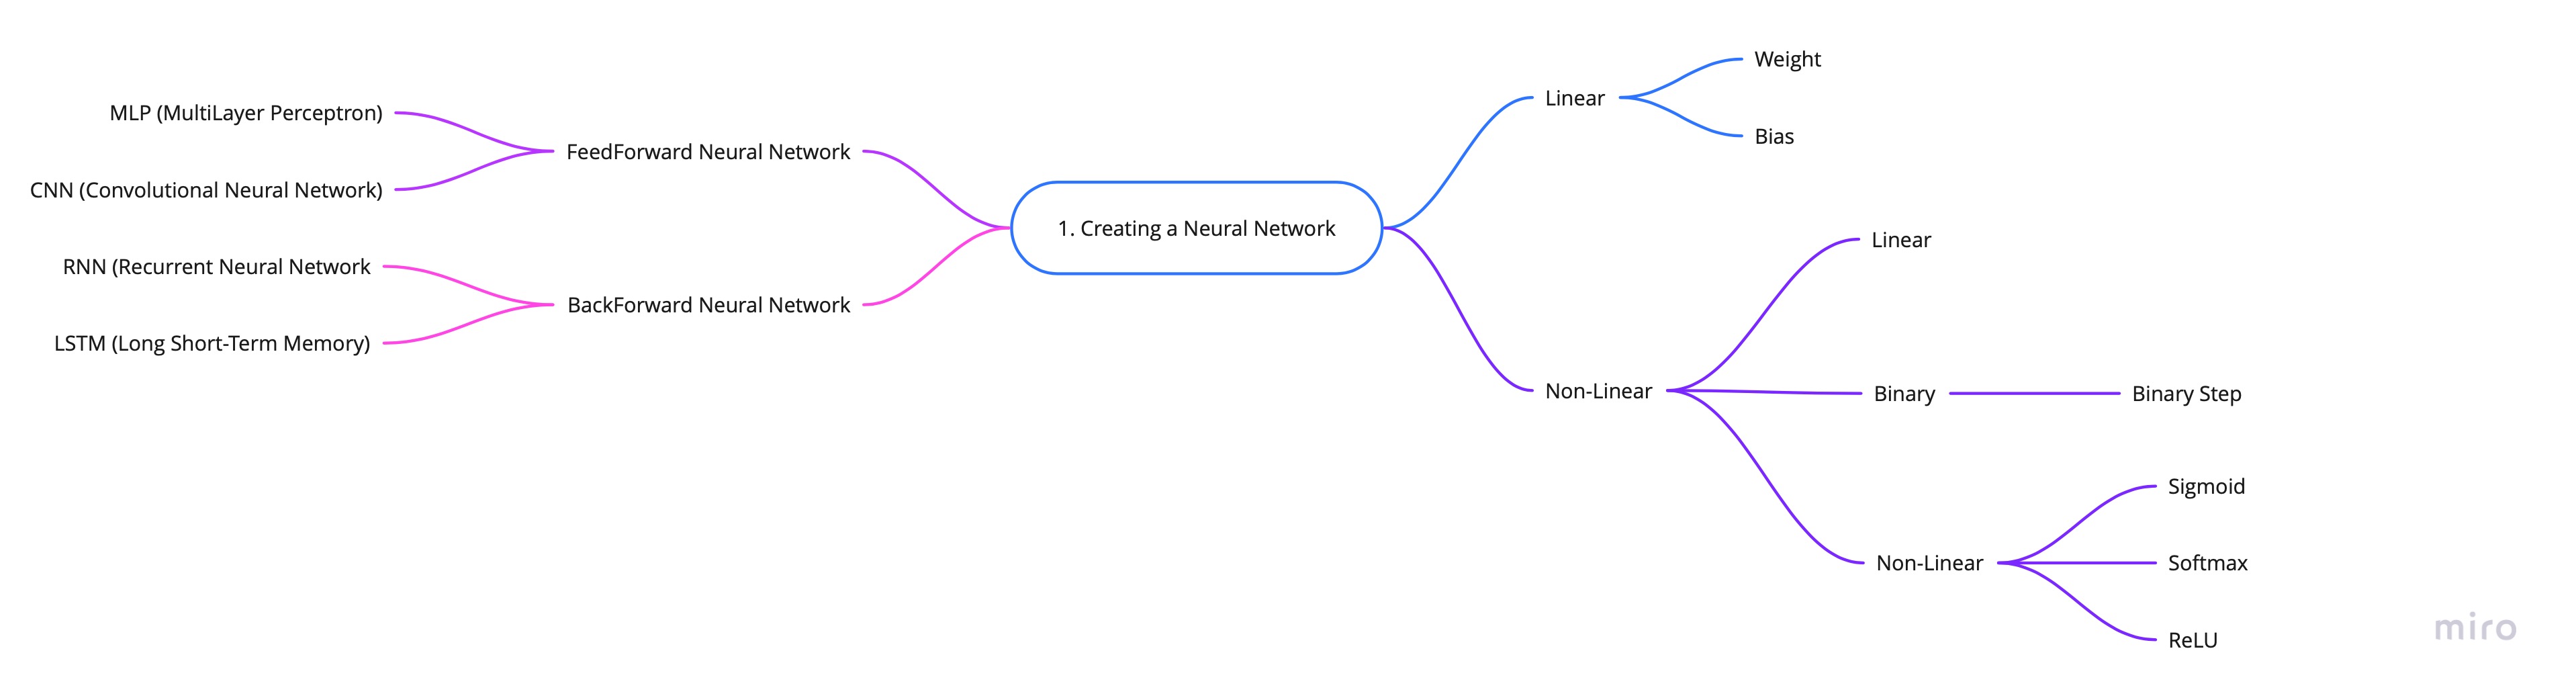 MLP (MultiLayer Perceptron)
CNN (Convolutional Neural Network)
FeedForward Neural Network
RNN (Recurrent Neural Network
LSTM (Long Short-Term Memory)
BackForward Neural Network
1. Creating a Neural Network
Linear
Weight
Bias
Non-Linear
Linear
Binary
Binary Step
Non-Linear
Sigmoid
Softmax
ReLU
miro